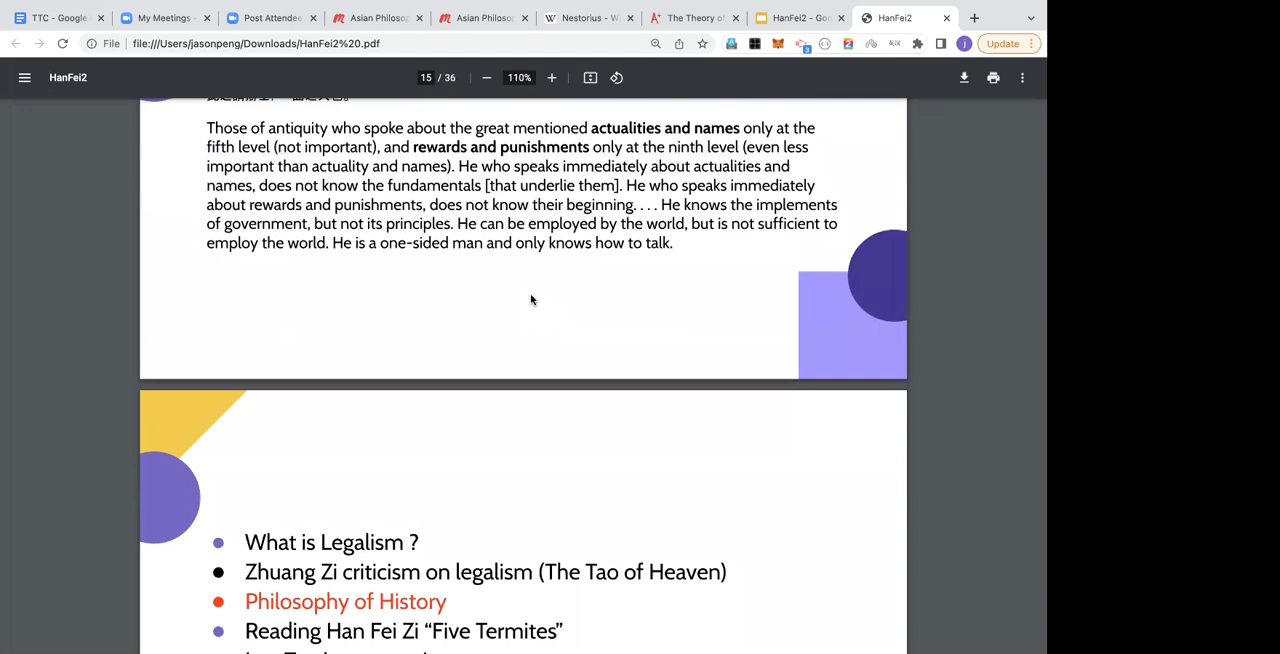 TTC - Google
My Meetings -
Post Attendee
Asian Philosop
Asian Philosop
Nestorius - Wi
The Theory of
HanFei2 - Goo
HanFei2
File
file:///Users/jasonpeng/Downloads/HanFei2%20.pdf
Update
HanFei2
15 / 36
110%
Those of antiquity who spoke about the great mentioned actualities and names only at the
fifth level (not important), and rewards and punishments only at the ninth level (even less
important than actuality and names). He who speaks immediately about actualities and
names, does not know the fundamentals [that underlie them]. He who speaks immediately
about rewards and punishments, does not know their beginning. . . . He knows the implements
of government, but not its principles. He can be employed by the world, but is not sufficient to
employ the world. He is a one-sided man and only knows how to talk.
What is Legalism ?
Zhuang Zi criticism on legalism (The Tao of Heaven)
Philosophy of History
Reading Han Fei Zi “Five Termites”